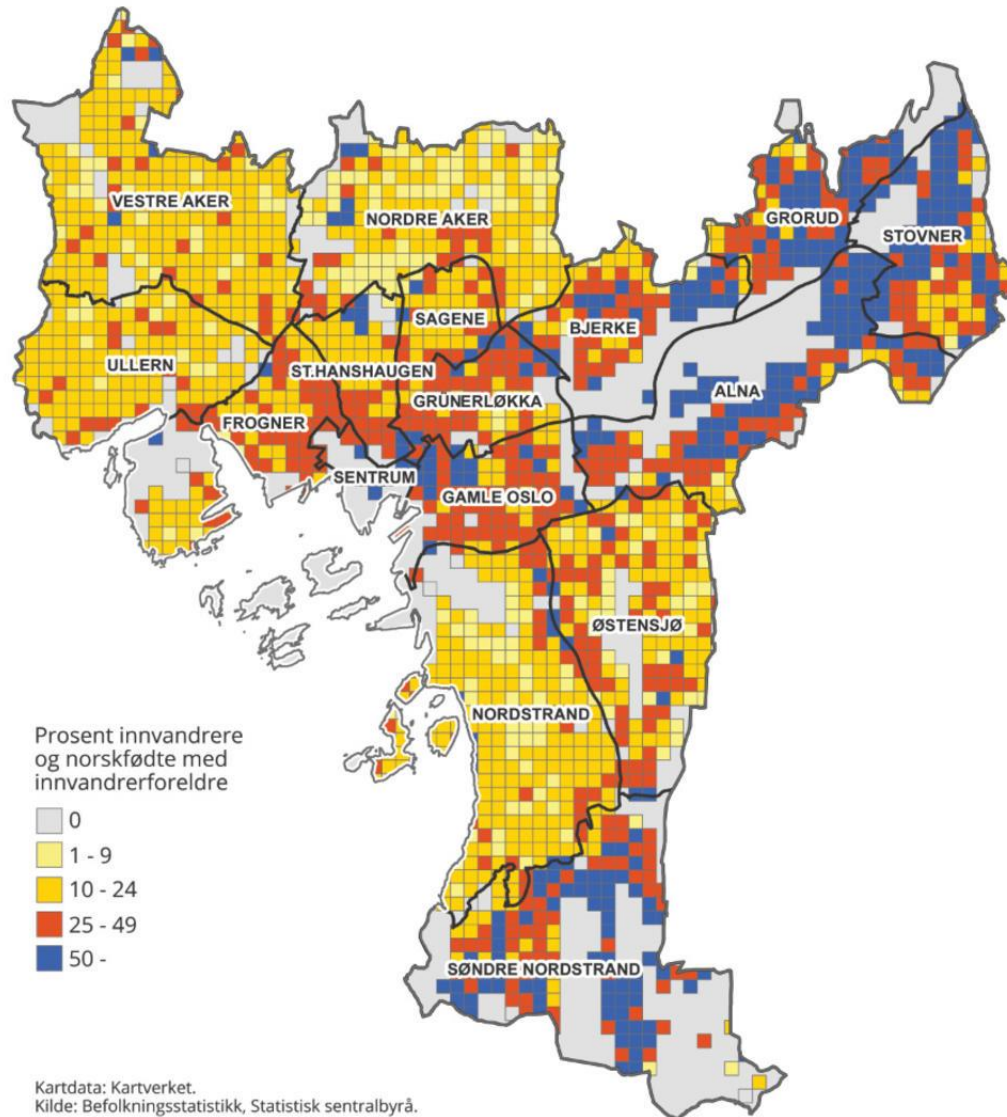 VESTRE AKER
NORDRE AKER
GRORUD
STOVNER
SAGENE
BJERKE
ULLERN
ST.HANSHAUGEN
ALNA
GRÜNERLØKKA
FROGNER
SENTRUM
GAMLE OSLO
ØSTENSJØ
NORDSTRAND
SØNDRE NORDSTRAND
Prosent innvandrere
og norskfødte med
innvandrerforeldre
0
1 - 9
10 - 24
25 - 49
50 -
Kartdata: Kartverket.
Kilde: Befolkningsstatistikk, Statistisk sentralbyrå.